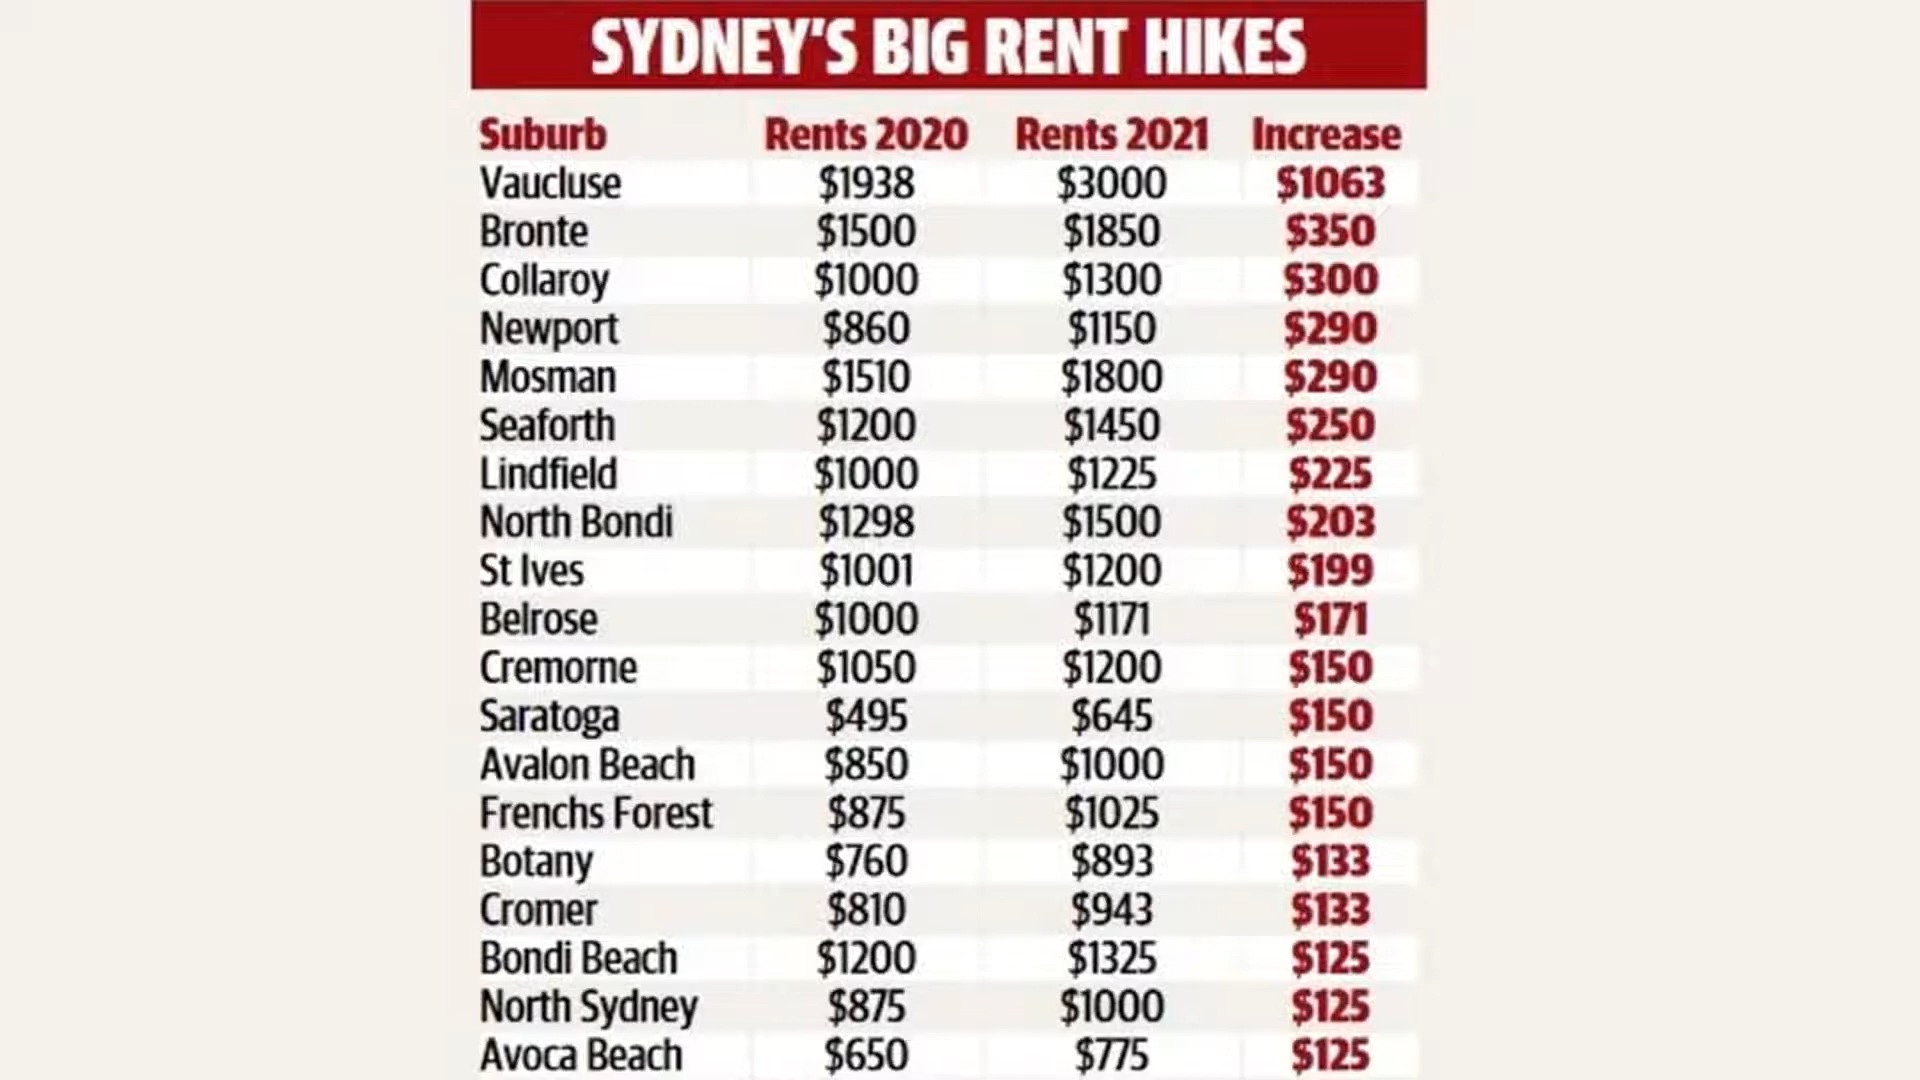 SYDNEY'S BIG RENT HIKES
Suburb Rents 2020 Rents 2021 Increase
Vaucluse $1938 $3000 $1063
Bronte $1500 $1850 $350
Collaroy $1000 $1300 $300
Newport $860 $1150 $290
Mosman $1510 $1800 $290
Seaforth $1200 $1450 $250
Lindfield $1000 $1225 $225
North Bondi $1298 $1500 $203
St Ives $1001 $1200 $199
Belrose $1000 $1171 $171
Cremorne $1050 $1200 $150
Saratoga $495 $645 $150
Avalon Beach $850 $1000 $150
Frenchs Forest $875 $1025 $150
Botany $760 $893 $133
Cromer $810 $943 $133
Bondi Beach $1200 $1325 $125
North Sydney $875 $1000 $125
Avoca Beach $650 $775 $125